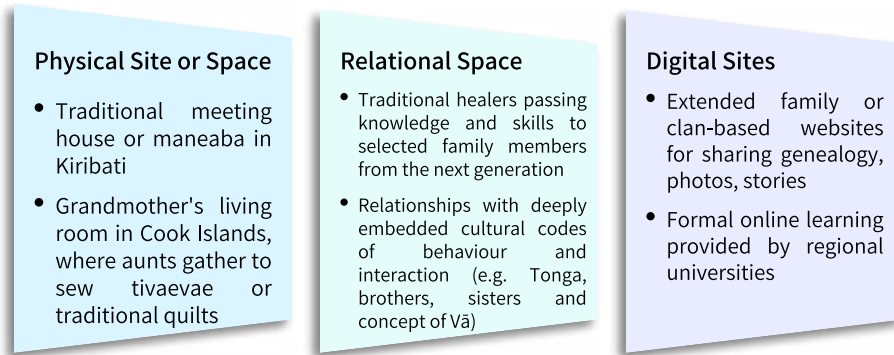 Physical Site or Space
• Traditional meeting
house or maneaba in
Kiribati
• Grandmother's living
room in Cook Islands,
where aunts gather to
sew tivaevae or
traditional quilts
Relational Space
• Traditional healers passing
knowledge and skills to
selected family members
from the next generation
• Relationships with deeply
embedded cultural codes
of behaviour and
interaction (e.g. Tonga,
brothers, sisters and
concept of Vā)
Digital Sites
• Extended family or
clan-based websites
for sharing genealogy,
photos, stories
• Formal online learning
provided by regional
universities